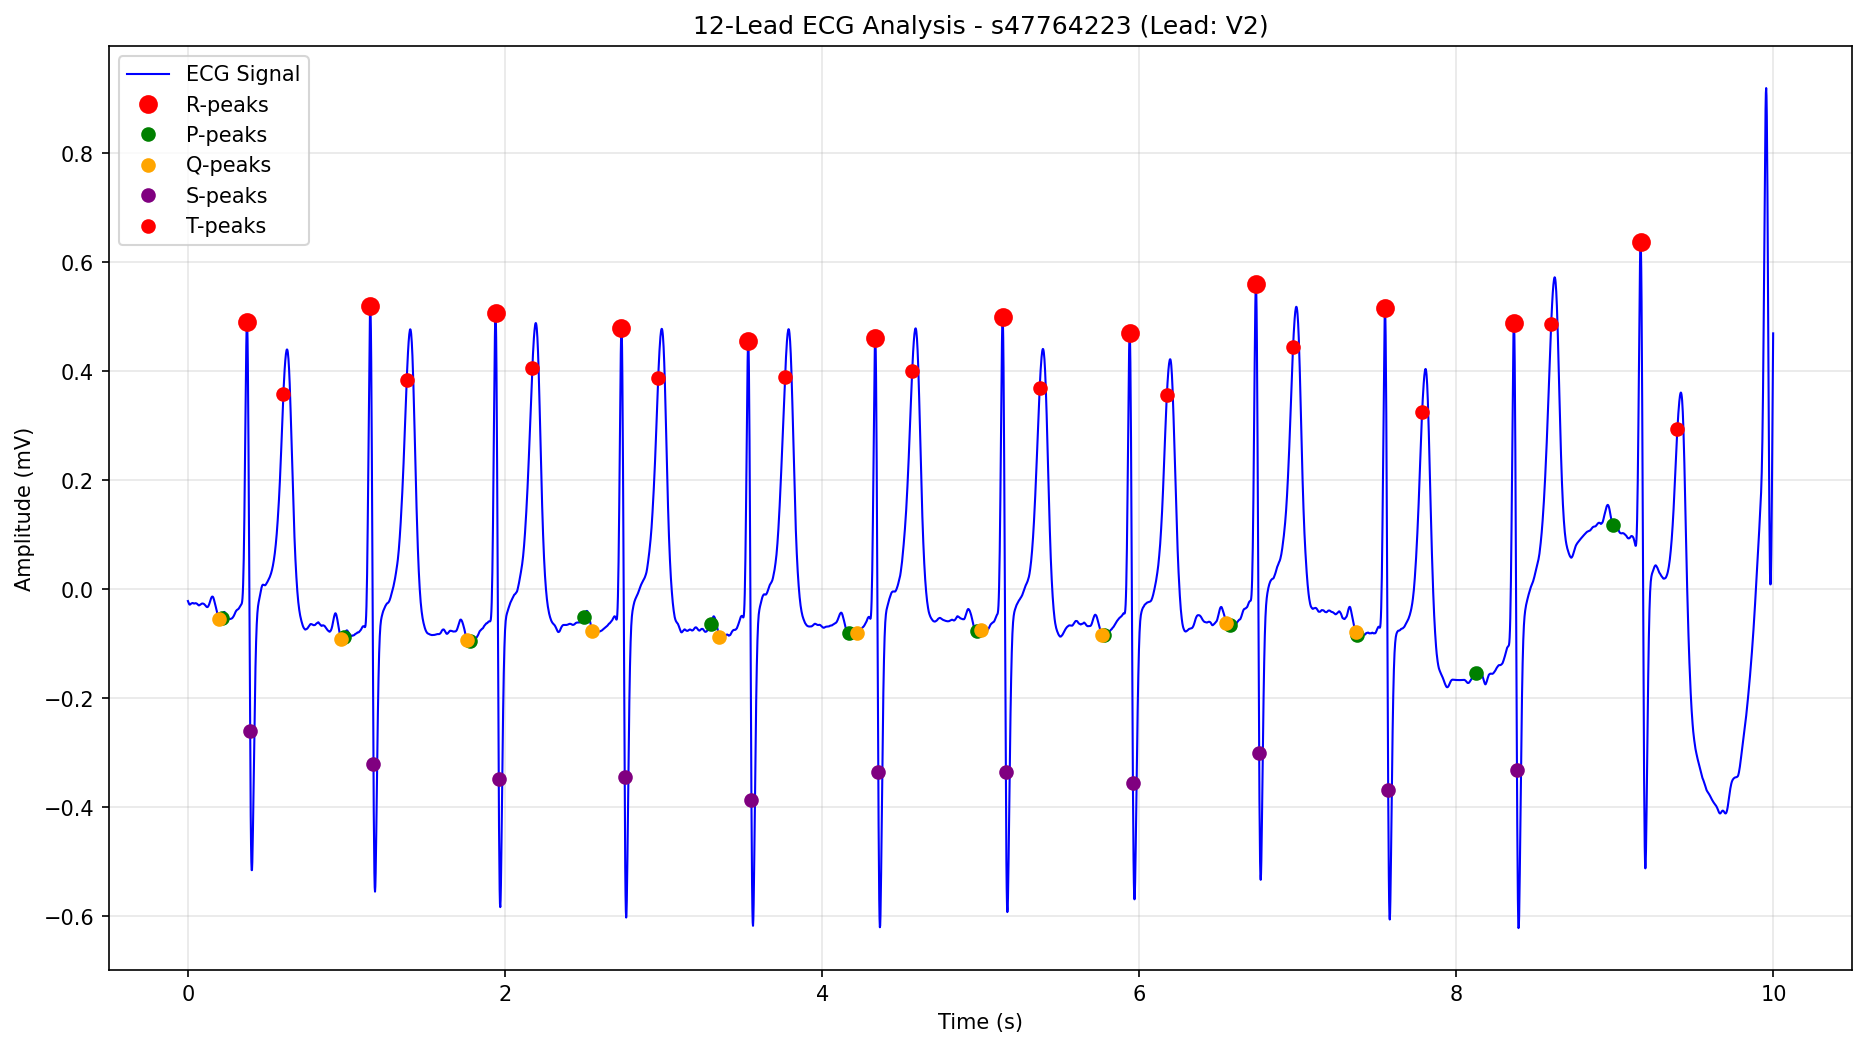 12-Lead ECG Analysis - s47764223 (Lead: V2)
ECG Signal
R-peaks
P-peaks
Q-peaks
S-peaks
T-peaks
Amplitude (mV)
0.8
0.6
0.4
0.2
0.0
−0.2
−0.4
−0.6
0 2 4 6 8 10
Time (s)